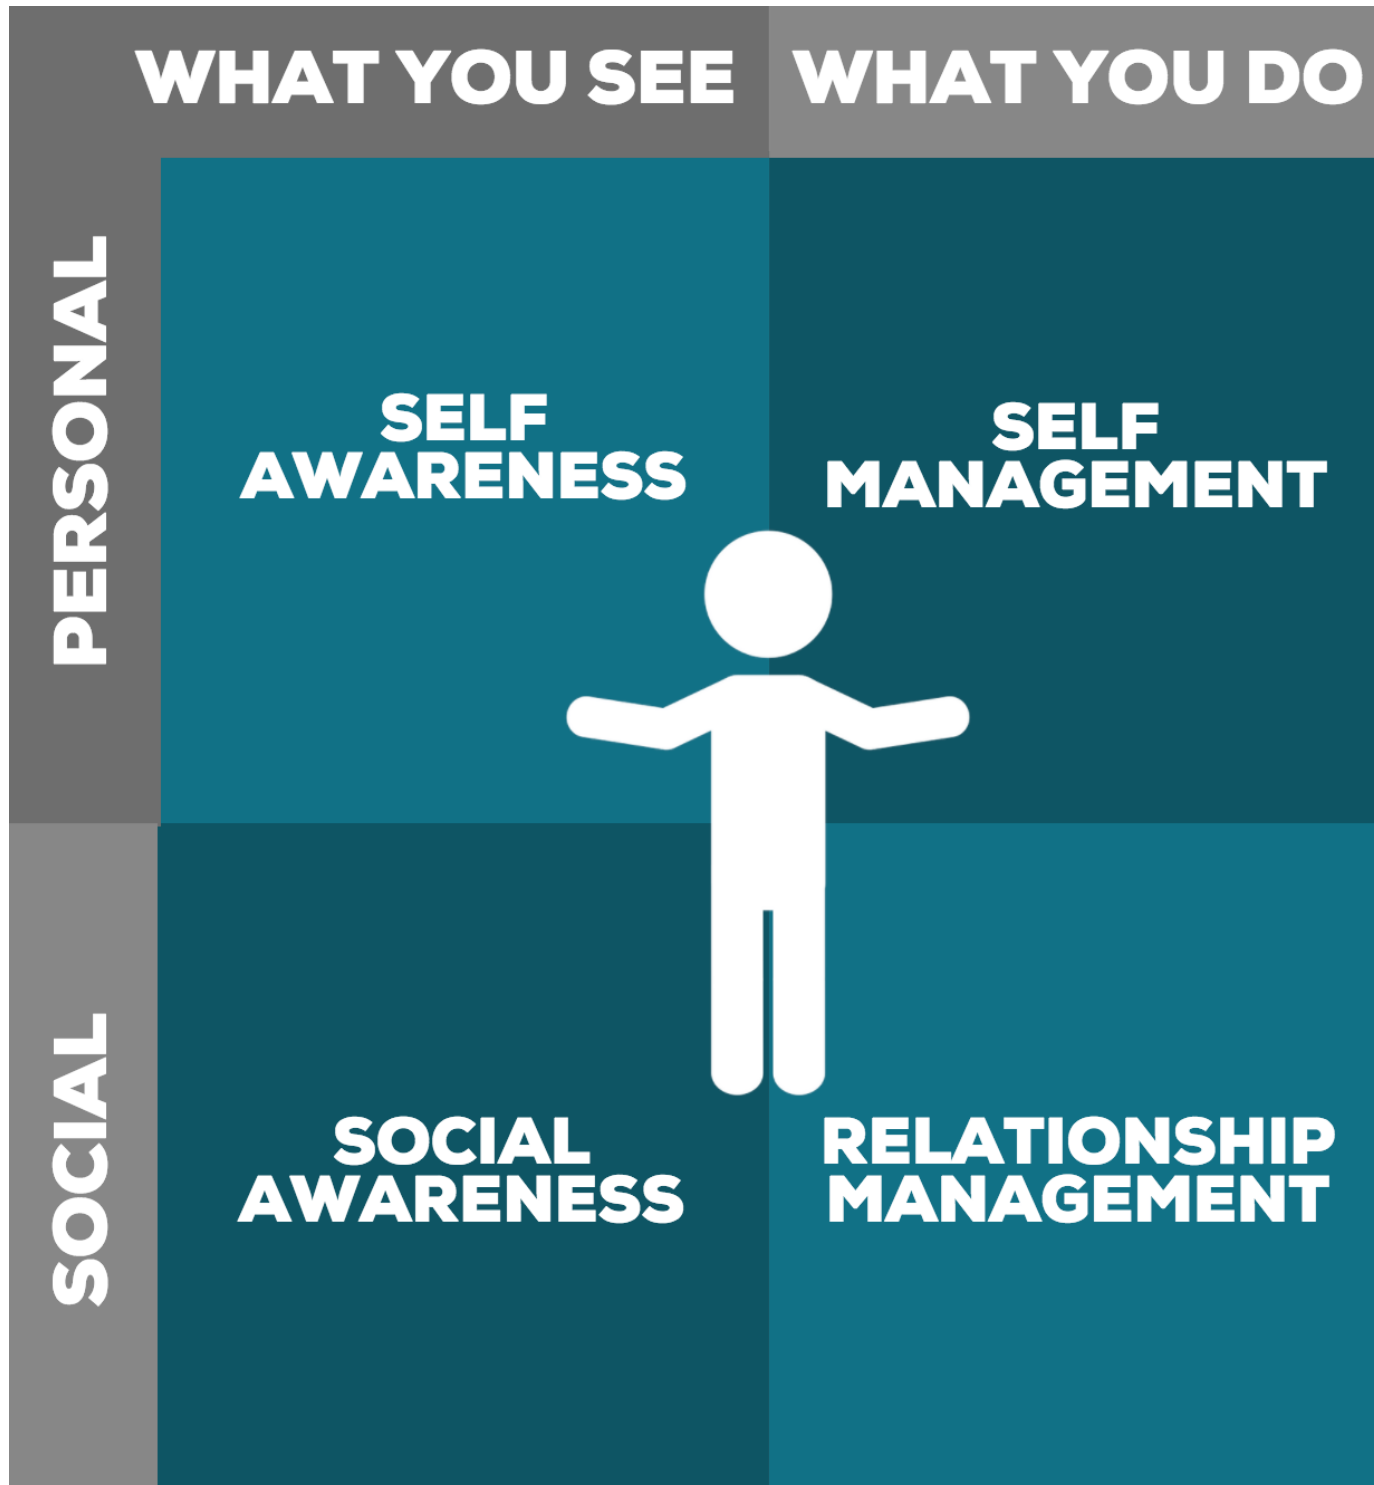 WHAT YOU SEE
WHAT YOU DO
PERSONAL
SELF
AWARENESS
SELF
MANAGEMENT
SOCIAL
SOCIAL
AWARENESS
RELATIONSHIP
MANAGEMENT